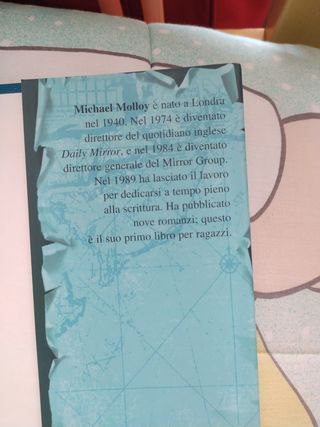 Michael Molloy è nato a Londra
nel 1940. Nel 1974 è diventato
direttore del quotidiano inglese
Daily Mirror, e nel 1984 è diventato
direttore generale del Mirror Group.
Nel 1989 ha lasciato il lavoro
per dedicarsi a tempo pieno
alla scrittura. Ha pubblicato
nove romanzi; questo
è il suo primo libro per ragazzi.